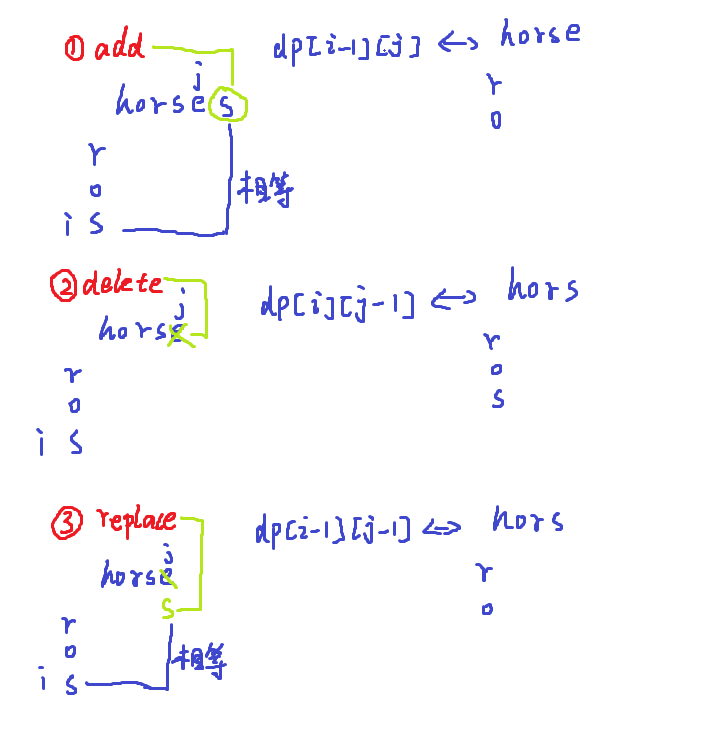 ① add dp[i-1][j] ↔ horse
j
horse s
r
o
r
o
相等
i s
② delete dp[i][j-1] ↔ hors
j
horse
r
o
s
r
o
i s
③ replace dp[i-1][j-1] ↔ hors
j
horse
s
r
o
r
o
相等
i s